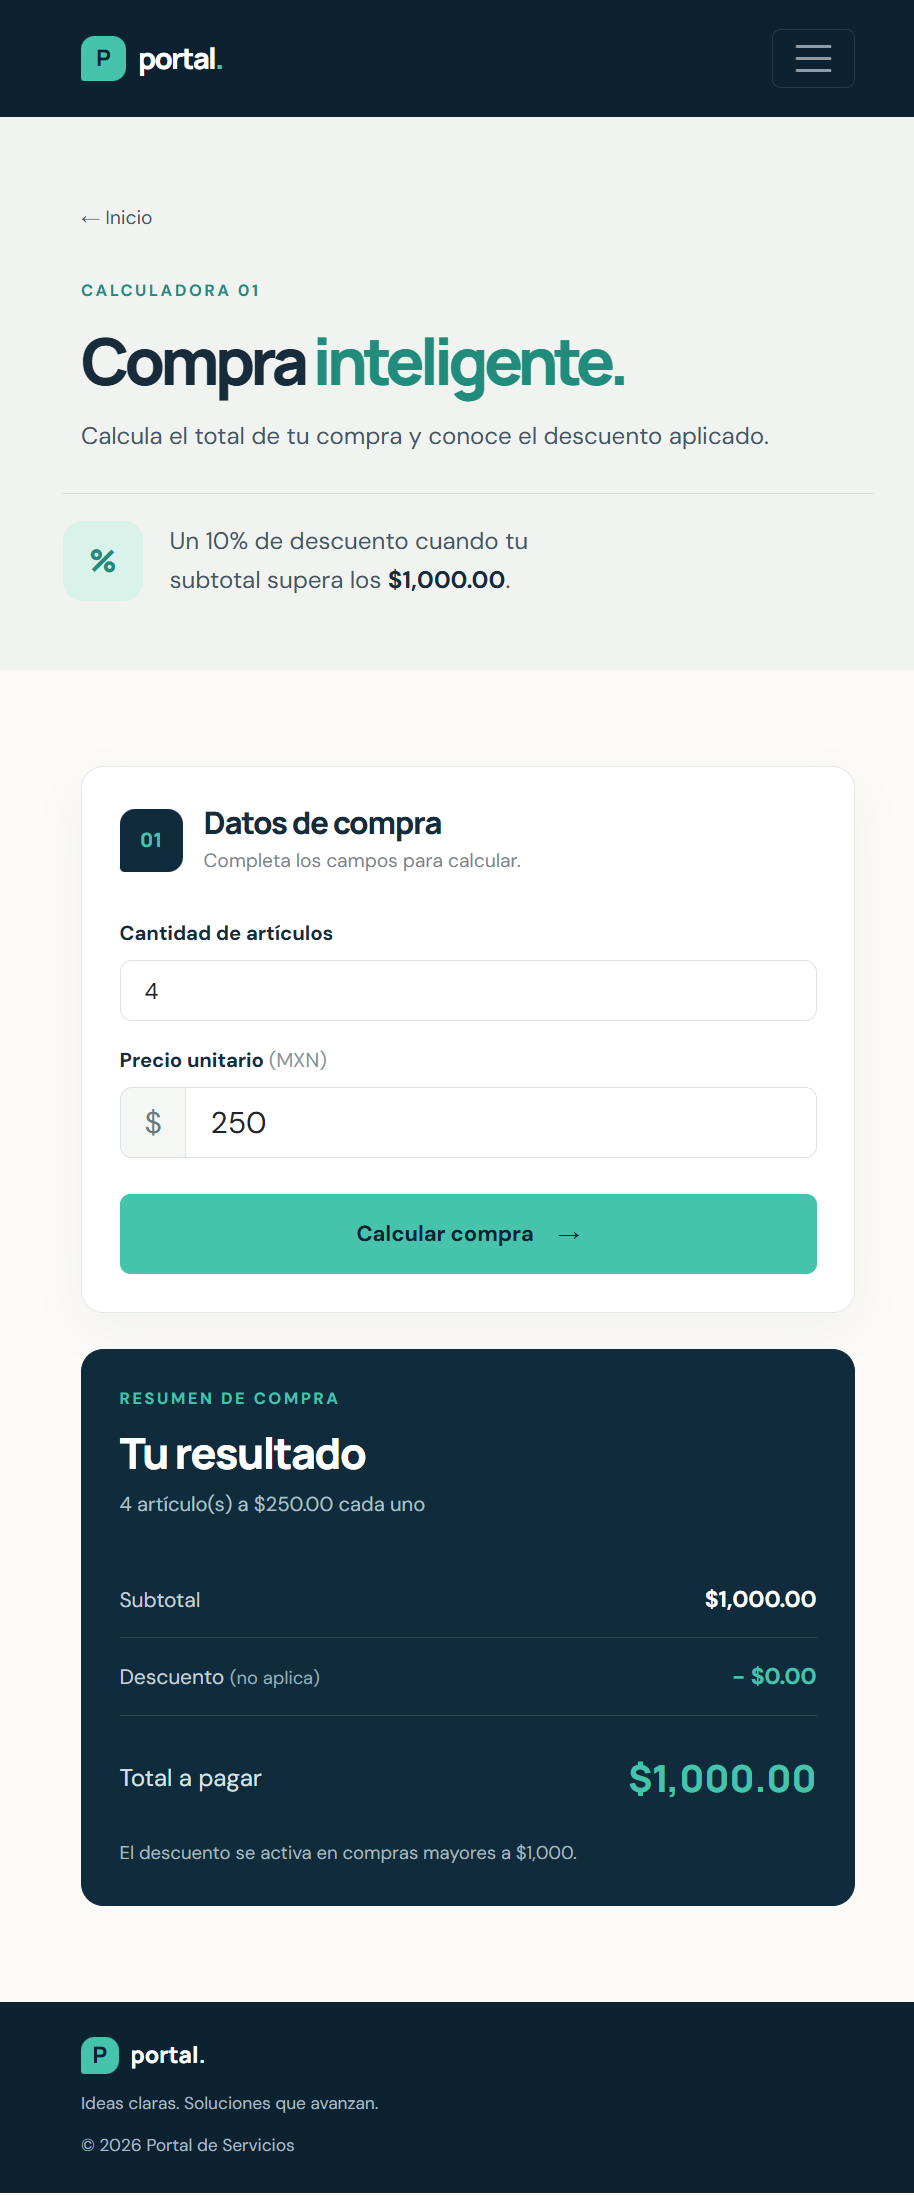 P portal.
← Inicio
CALCULADORA 01
Compra inteligente.
Calcula el total de tu compra y conoce el descuento aplicado.
%
Un 10% de descuento cuando tu
subtotal supera los $1,000.00.
01
Datos de compra
Completa los campos para calcular.
Cantidad de artículos
4
Precio unitario (MXN)
$ 250
Calcular compra →
RESUMEN DE COMPRA
Tu resultado
4 artículo(s) a $250.00 cada uno
Subtotal $1,000.00
Descuento (no aplica) − $0.00
Total a pagar $1,000.00
El descuento se activa en compras mayores a $1,000.
P portal.
Ideas claras. Soluciones que avanzan.
© 2026 Portal de Servicios